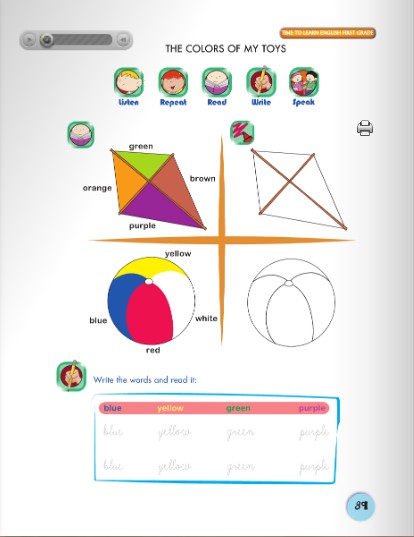 TIME TO LEARN ENGLISH FIRST GRADE
THE COLORS OF MY TOYS
Listen Repeat Read Write Speak
green
orange
brown
purple
yellow
blue
white
red
Write the words and read it:
blue yellow green purple
blue yellow green purple
blue yellow green purple